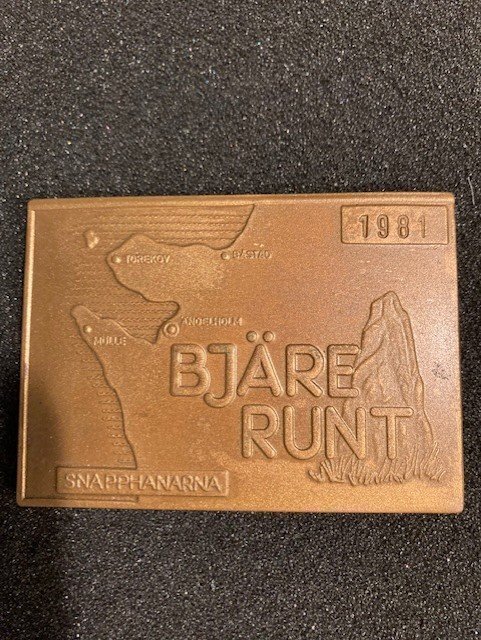 1981
TOREKOV
BÅSTAD
ÄNGELHOLM
MÖLLE
BJÄRE
RUNT
SNAPPHANARNA